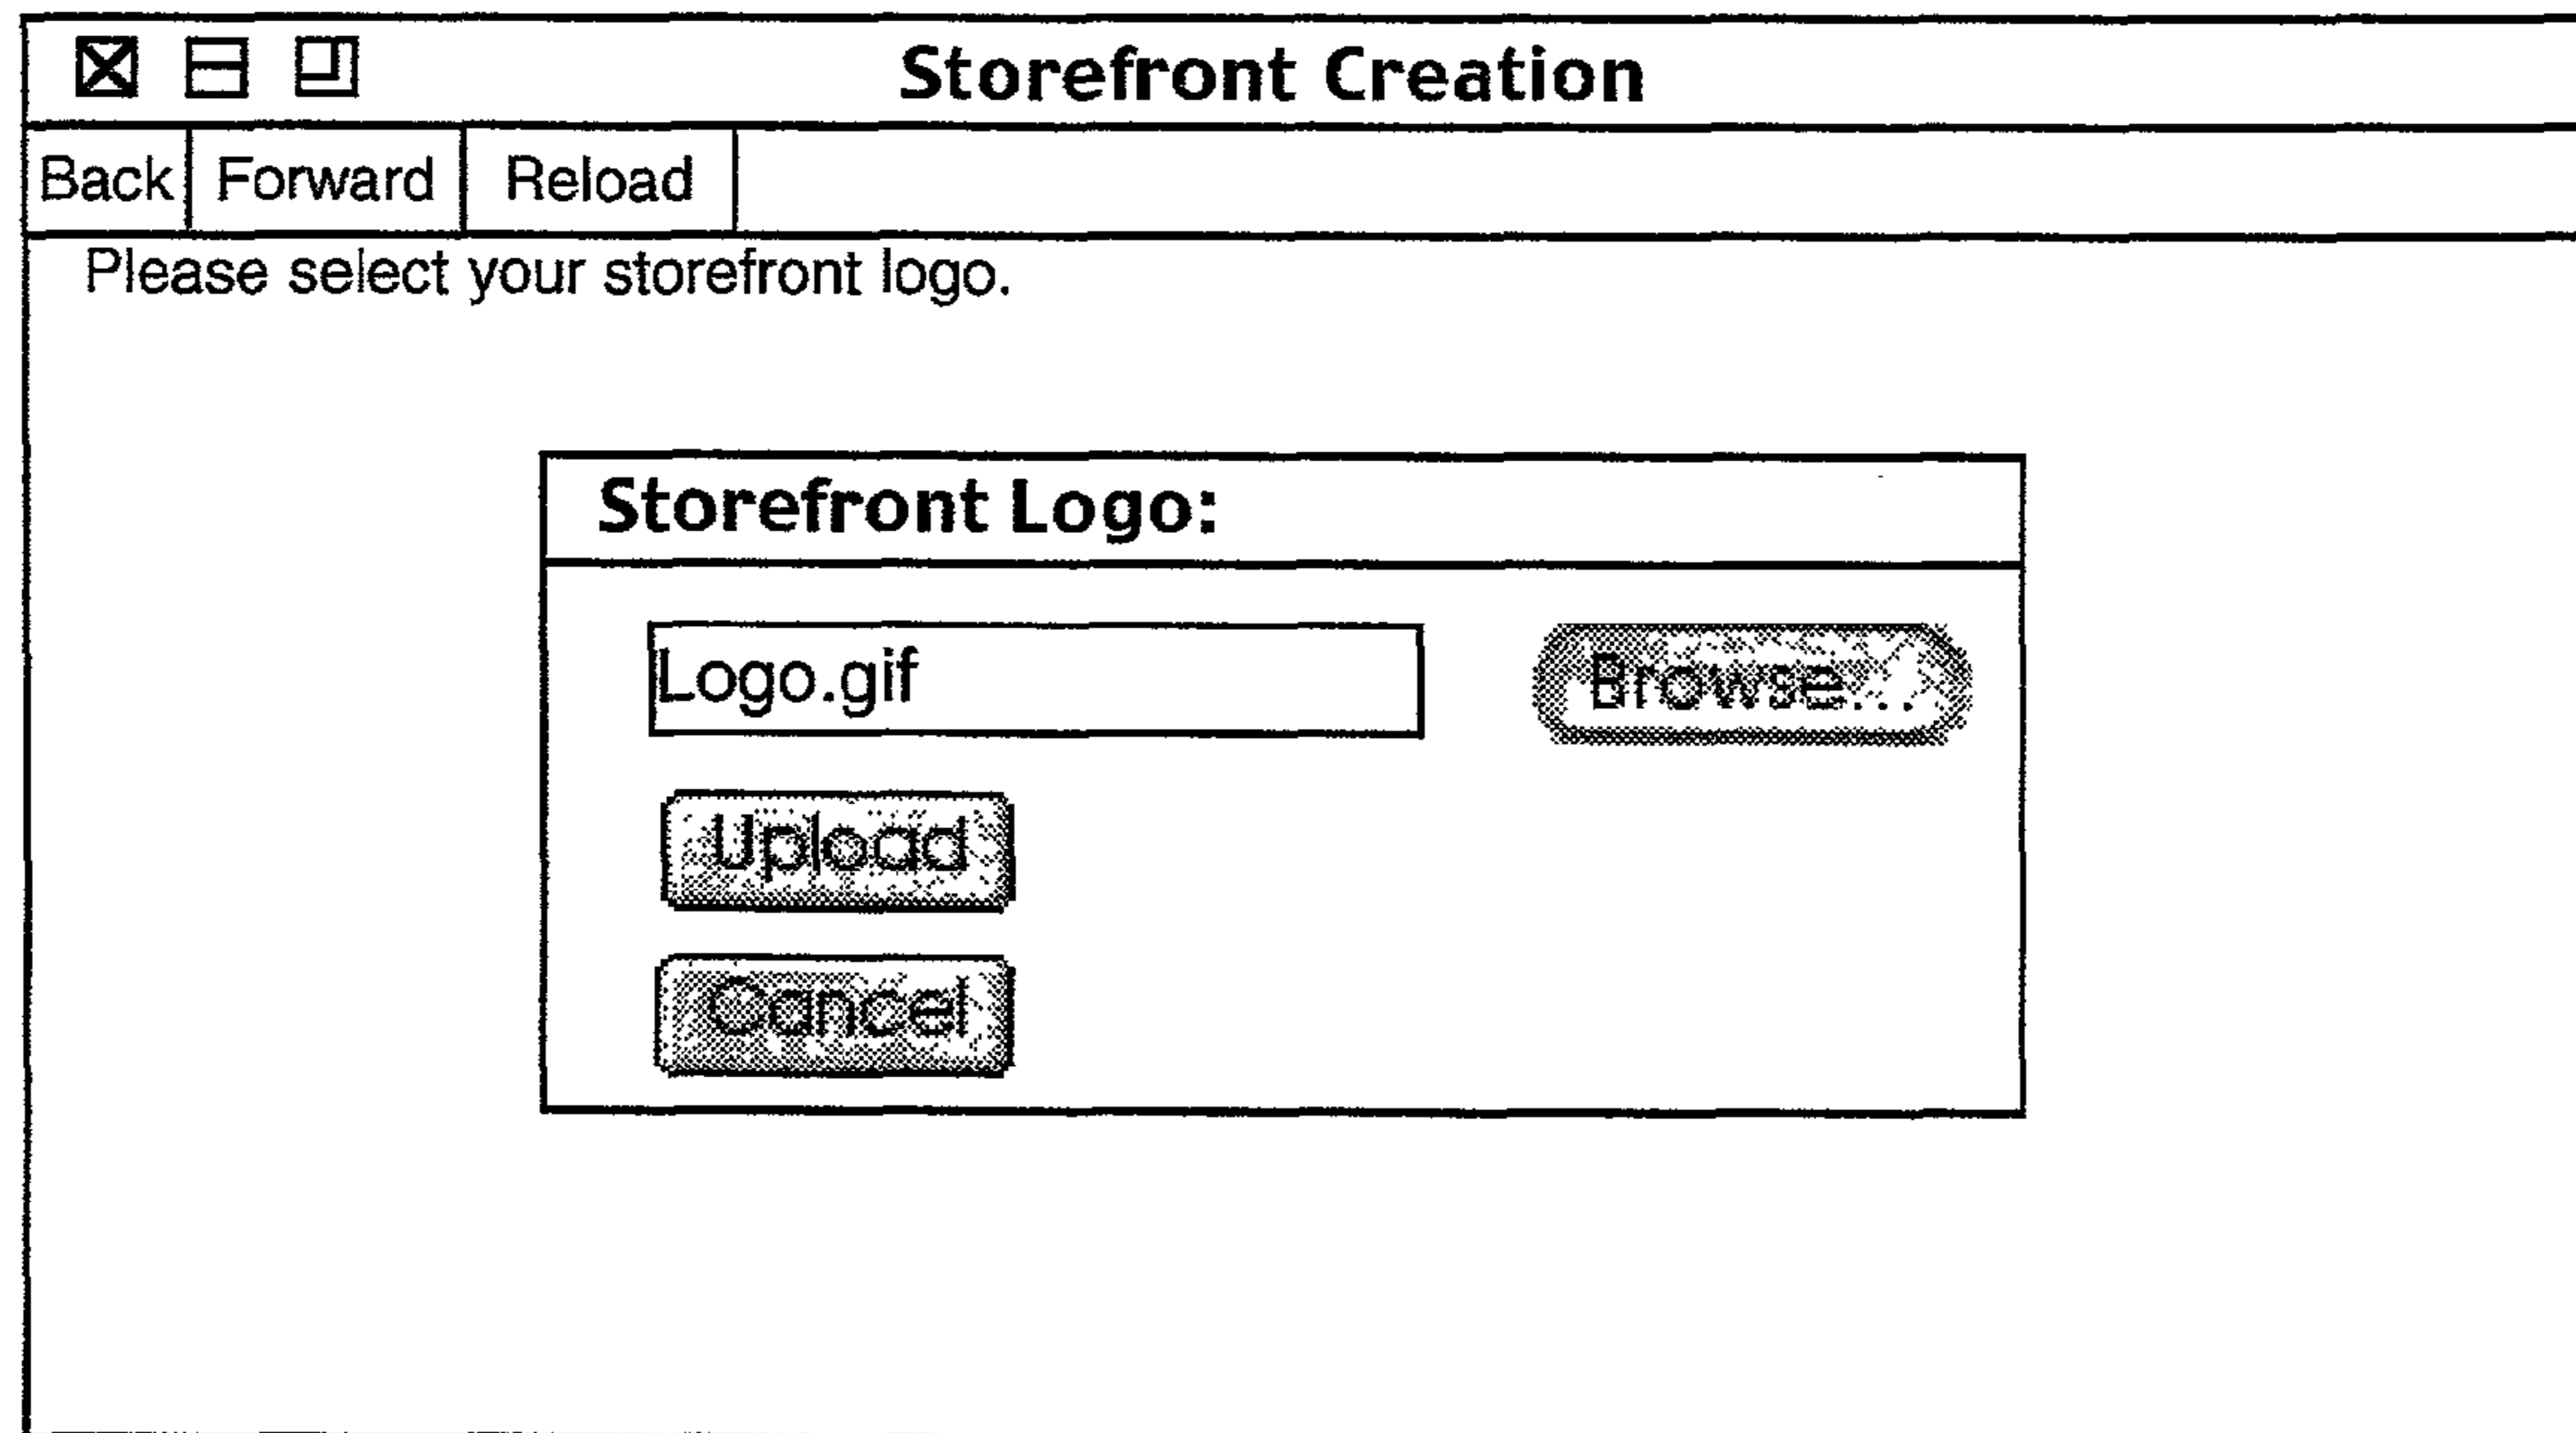 Storefront Creation
Back Forward Reload
Please select your storefront logo.
Storefront Logo:
Logo.gif Browse...
Upload
Cancel